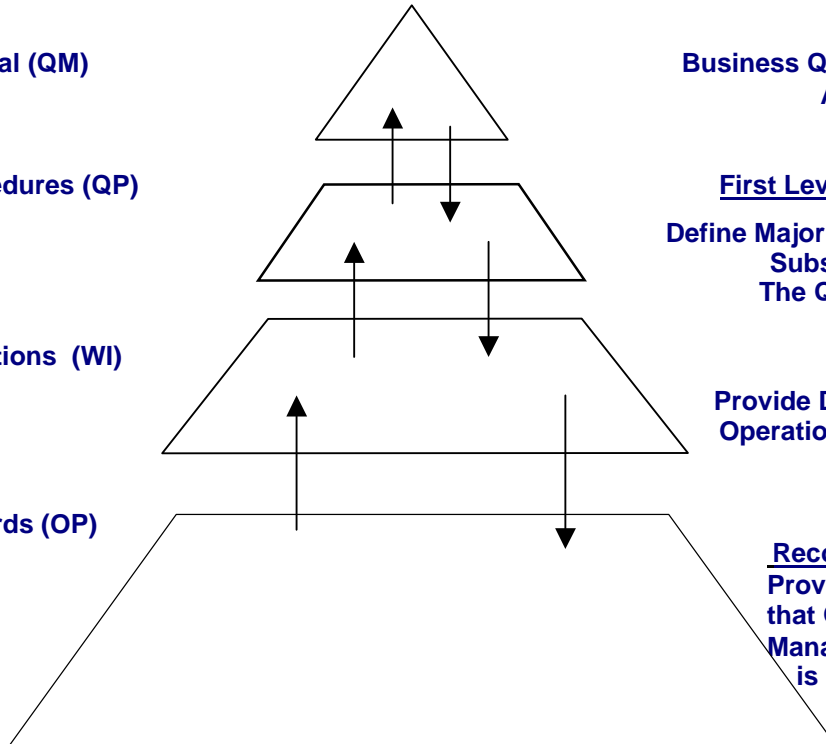 al (QM)
Business Q
A
edures (QP)
First Lev
Define Major
Subs
The Q
tions (WI)
Provide D
Operatio
rds (OP)
Reco
Provi
that
Mana
is